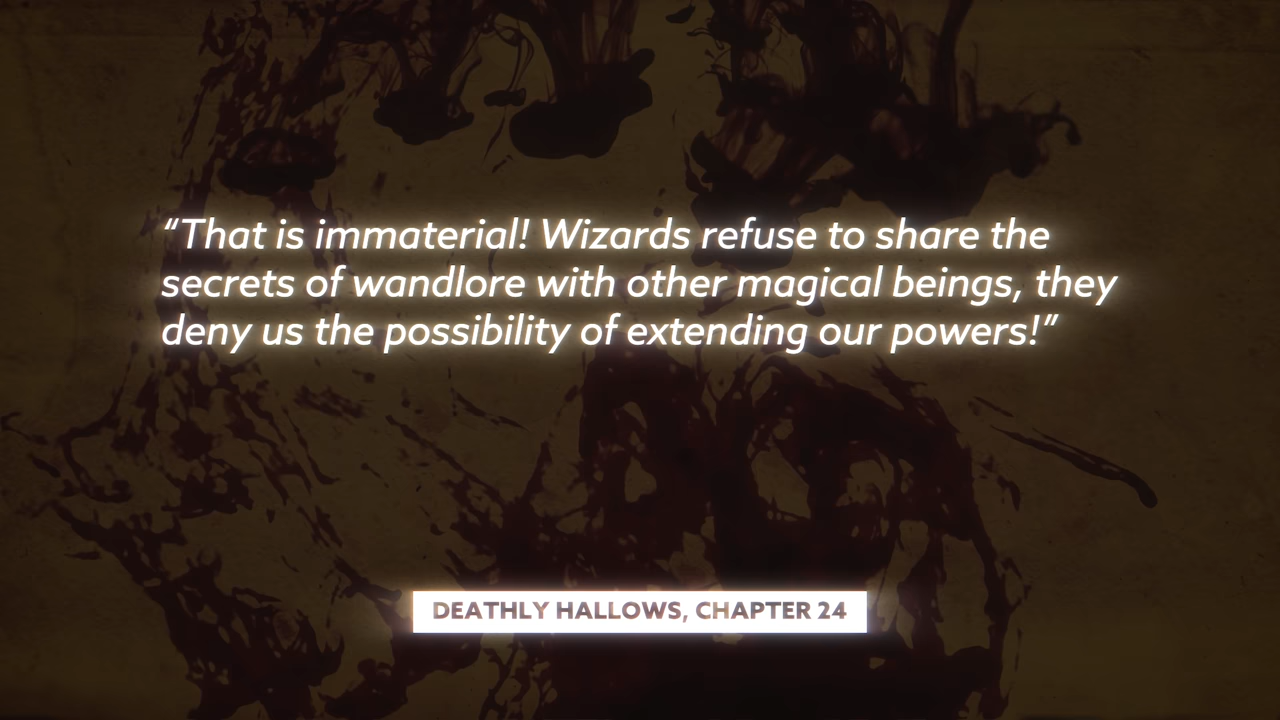 “That is immaterial! Wizards refuse to share the
secrets of wandlore with other magical beings, they
deny us the possibility of extending our powers!”
DEATHLY HALLOWS, CHAPTER 24